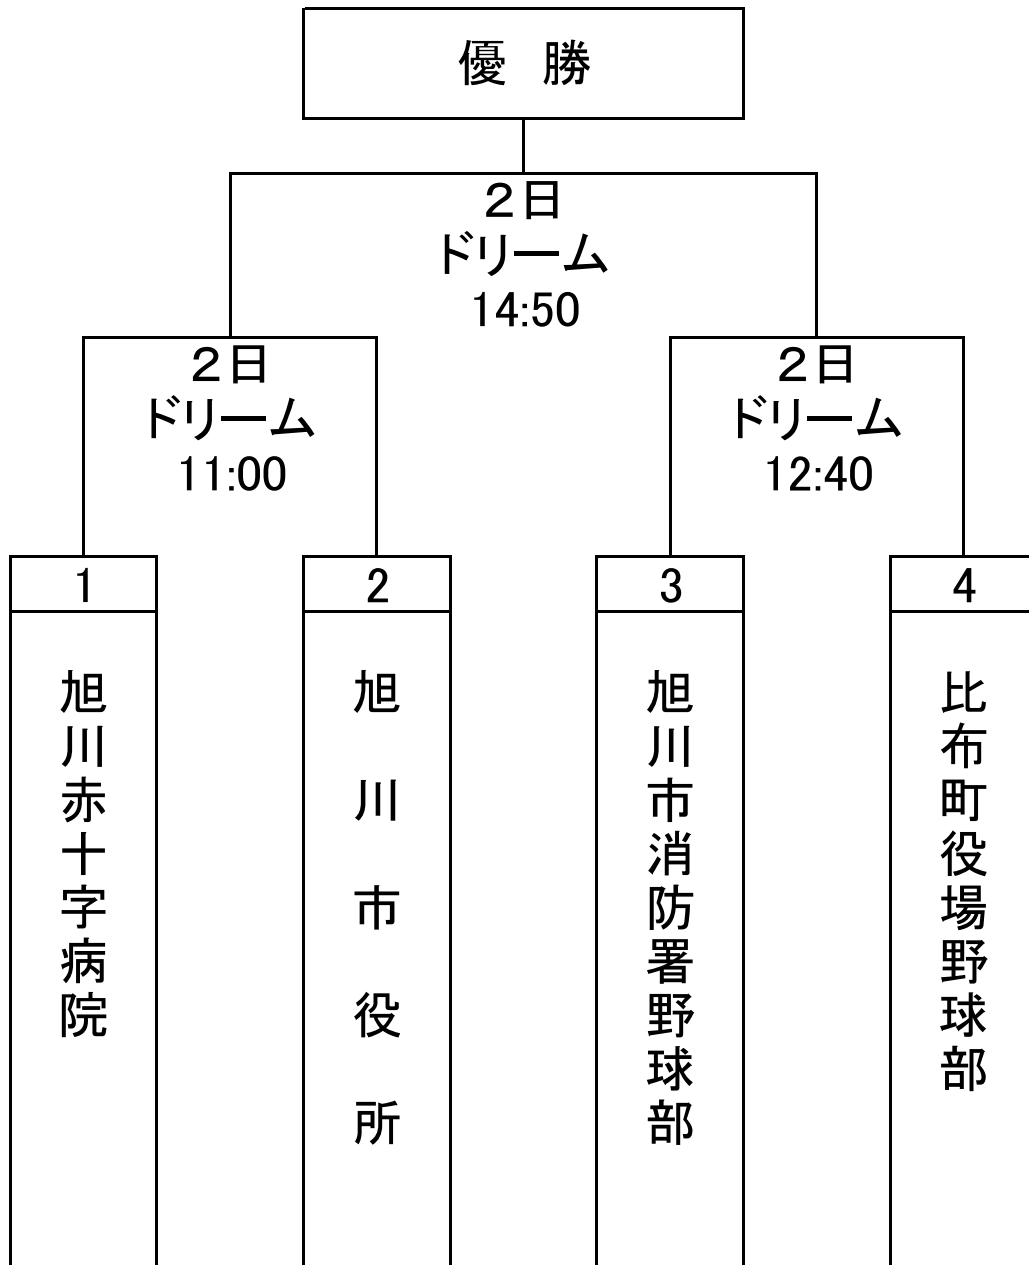 優　勝
２日
ドリーム
14:50
２日
ドリーム
11:00
２日
ドリーム
12:40
1
2
3
4
旭川赤十字病院
旭川市役所
旭川市消防署野球部
比布町役場野球部